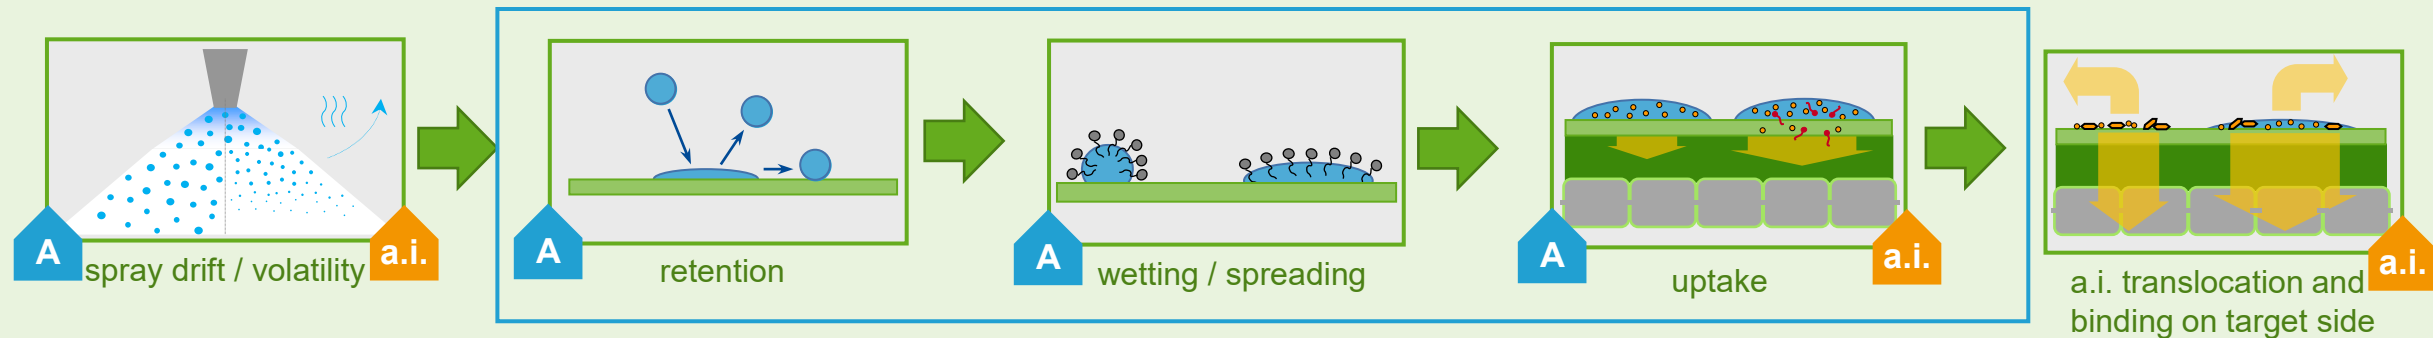 A
spray drift / volatility
a.i.
A
retention
A
wetting / spreading
A
uptake
a.i.
a.i. translocation and
binding on target side
a.i.